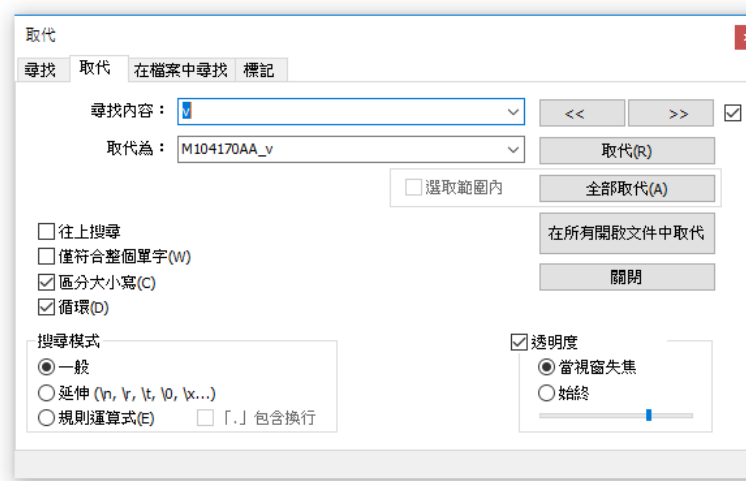 取代
尋找 取代 在檔案中尋找 標記
尋找內容： v << >>
取代為： M104170AA_v 取代(R)
選取範圍內 全部取代(A)
往上搜尋 在所有開啟文件中取代
僅符合整個單字(W)
區分大小寫(C) 關閉
循環(D)
搜尋模式 透明度
一般 當視窗失焦
延伸 (\n, \r, \t, \0, \x...) 始終
規則運算式(E) 「.」包含換行